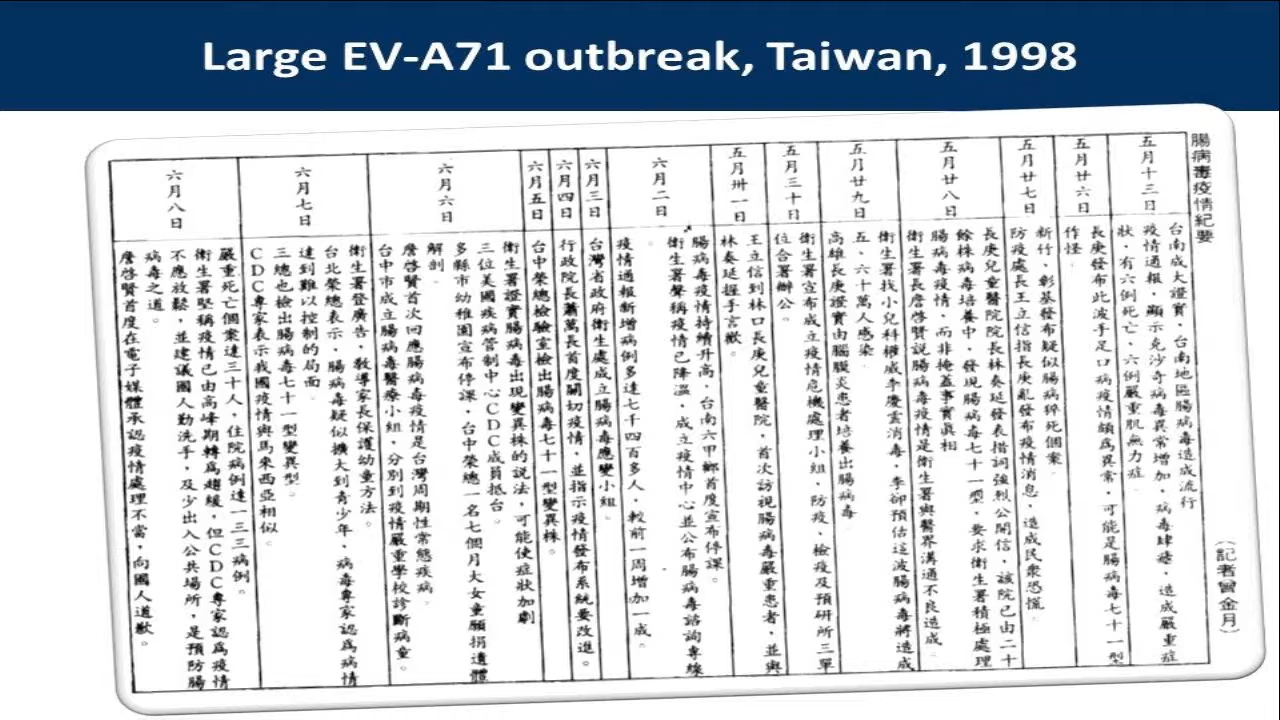 Large EV-A71 outbreak, Taiwan, 1998
腸病毒疫情紀要
(記者曾金月)
五月十三日
台南成大證實，台南地區腸病毒造成流行
疫情通報，顯示克沙奇病毒異常增加，病毒肆瘧，造成嚴重症
狀，有六例死亡，六例嚴重肌無力症
五月廿六日
長庚發布此波手足口病疫情頗為異常，可能是腸病毒七十一型
作怪
五月廿七日
新竹，彰基發布疑似腸病猝死個案
防疫處長王立信指長庚亂發布疫情消息，造成民衆恐慌
五月廿八日
長庚兒童醫院院長林奏延發表措詞強烈公開信，該院已由二十
餘株病毒培養中，發現腸病毒七十一型，要求衛生署積極處理
腸病毒疫情，而非掩蓋事實真相
衛生署長詹啓賢說腸病毒疫情是衛生署與醫界溝通不良造成
五月廿九日
衛生署找小兒科權威李慶雲消毒，李卻預估這波腸病毒將造成
五、六十萬人感染
高雄長庚證實由腦膜炎患者培養出腸病毒
五月三十日
衛生署宣布成立疫情危機處理小組，防疫、檢疫及預研所三單
位合署辦公。
五月卅一日
王立信到林口長庚兒童醫院，首次訪視腸病毒嚴重患者，並與
林奏延握手言歡。
六月二日
腸病毒疫情持續升高，台南六甲鄉首度宣布停課。
衛生署聲稱疫情已降溫，成立疫情中心並公布腸病毒諮詢專線
。
疫情通報新增病例多達七千四百多人，較前一周增加一成。
六月三日
台灣省政府衛生處成立腸病毒應變小組。
六月四日
行政院長蕭萬長首度關切疫情，並指示疫情發布系統要改進。
六月五日
台中榮總檢驗室檢出腸病毒七十一型變異株。
六月六日
衛生署證實腸病毒出現變異株的說法，可能使症狀加劇
三位美國疾病管制中心CDC成員抵台。
多縣市幼稚園宣布停課，台中榮總一名七個月大女童願捐遺體
解剖。
詹啓賢首次回應腸病毒疫情是台灣周期性常態疾病
台中市成立腸病毒醫療小組，分別到疫情嚴重學校診斷病童。
六月七日
衛生署登廣告，教導家長保護幼童方法。
台北榮總表示，腸病毒疑似擴大到青少年，病毒專家認為病情
達到難以控制的局面
三總也檢出腸病毒七十一型變異型。
CDC專家表示我國疫情與馬來西亞相似。
六月八日
嚴重死亡個案達三十人，住院病例達一三三病例。
衛生署堅稱疫情已由高峰期轉為趨緩，但CDC專家認為疫情
不應放鬆，並建議國人勤洗手，及少出入公共場所，是預防腸
病毒之道。
詹啓賢首度在電子媒體承認疫情處理不當，向國人道歉。